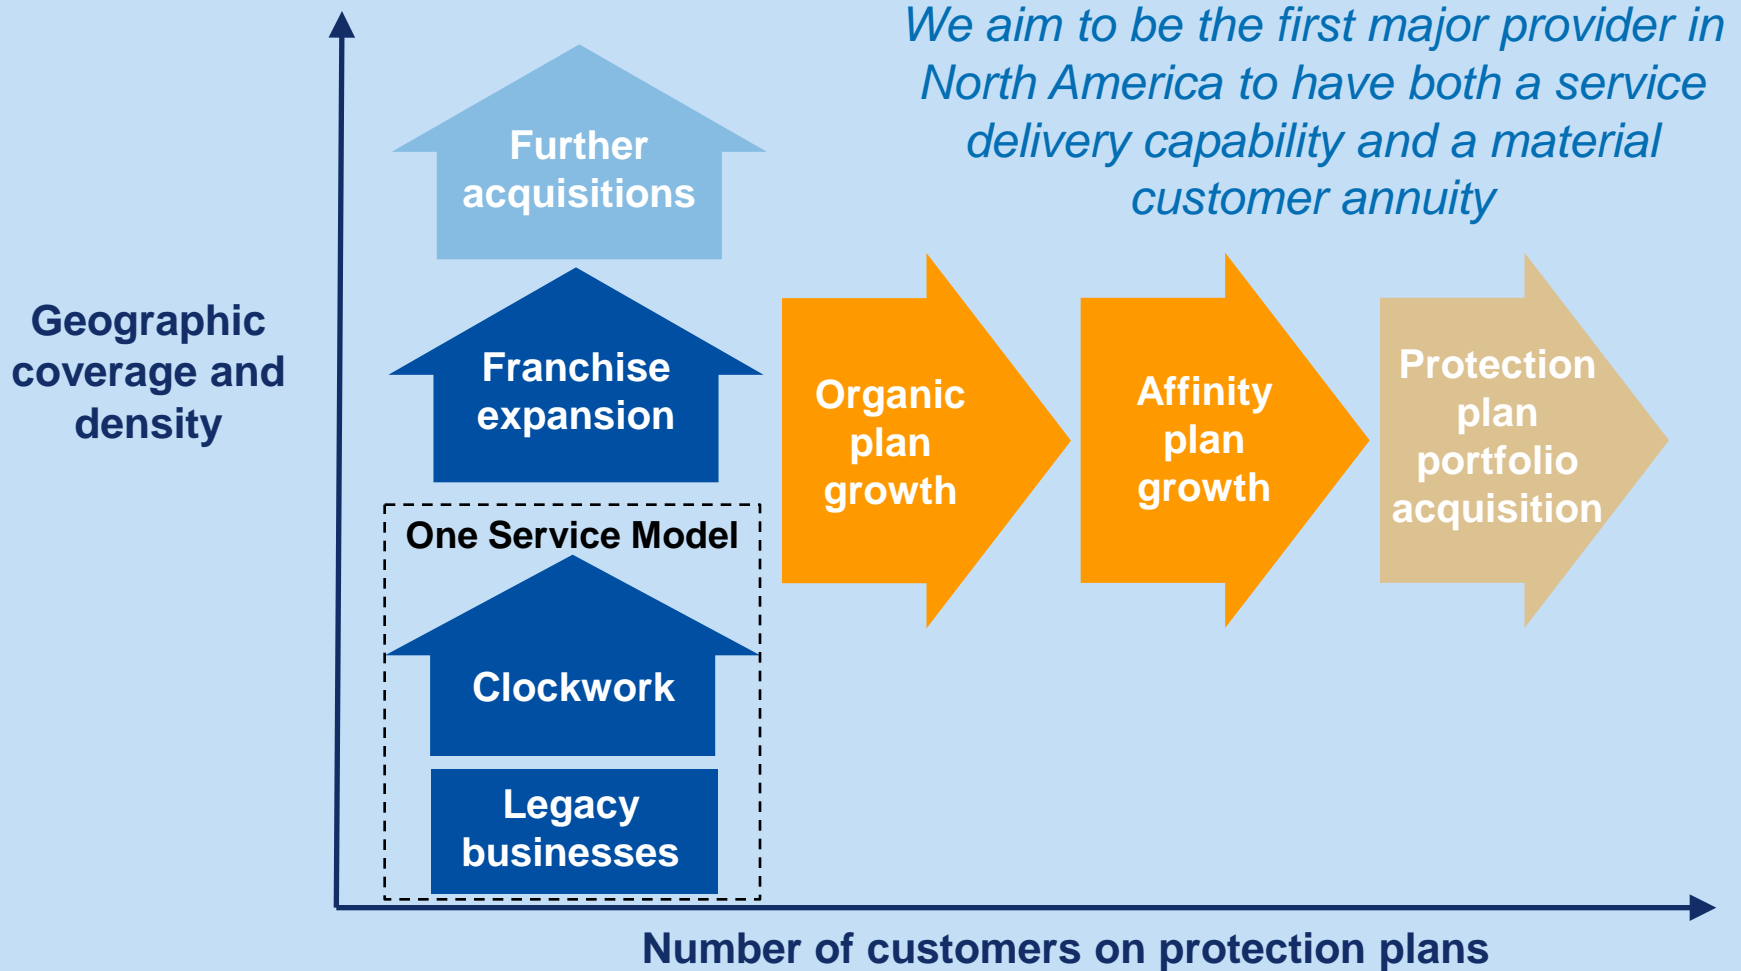 We aim to be the first major provider in
North America to have both a service
delivery capability and a material
customer annuity
Further
acquisitions
Geographic
coverage and
density
Franchise
expansion
Organic
plan
growth
Affinity
plan
growth
Protection
plan
portfolio
acquisition
One Service Model
Clockwork
Legacy
businesses
Number of customers on protection plans